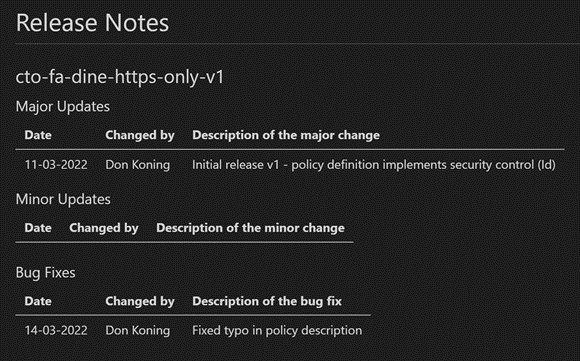 Release Notes
cto-fa-dine-https-only-v1
Major Updates
Date Changed by Description of the major change
11-03-2022 Don Koning Initial release v1 - policy definition implements security control (Id)
Minor Updates
Date Changed by Description of the minor change
Bug Fixes
Date Changed by Description of the bug fix
14-03-2022 Don Koning Fixed typo in policy description